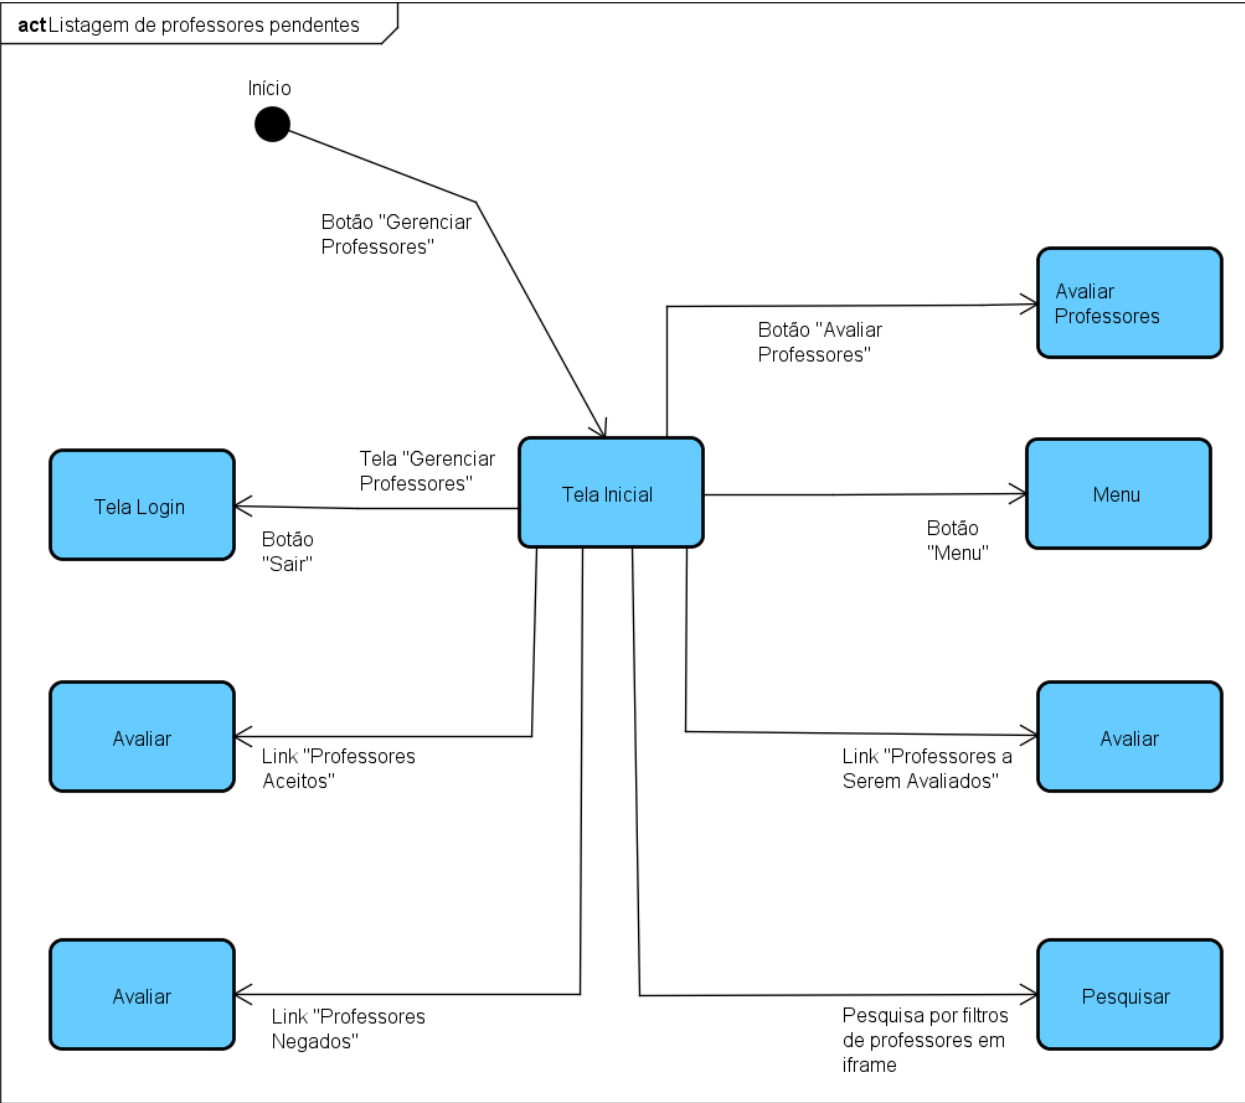 act Listagem de professores pendentes
Início
Botão "Gerenciar
Professores"
Avaliar
Professores
Botão "Avaliar
Professores"
Tela "Gerenciar
Professores"
Tela Login
Tela Inicial
Menu
Botão
"Sair"
Botão
"Menu"
Avaliar
Link "Professores
Aceitos"
Link "Professores a
Serem Avaliados"
Avaliar
Avaliar
Link "Professores
Negados"
Pesquisa por filtros
de professores em
iframe
Pesquisar